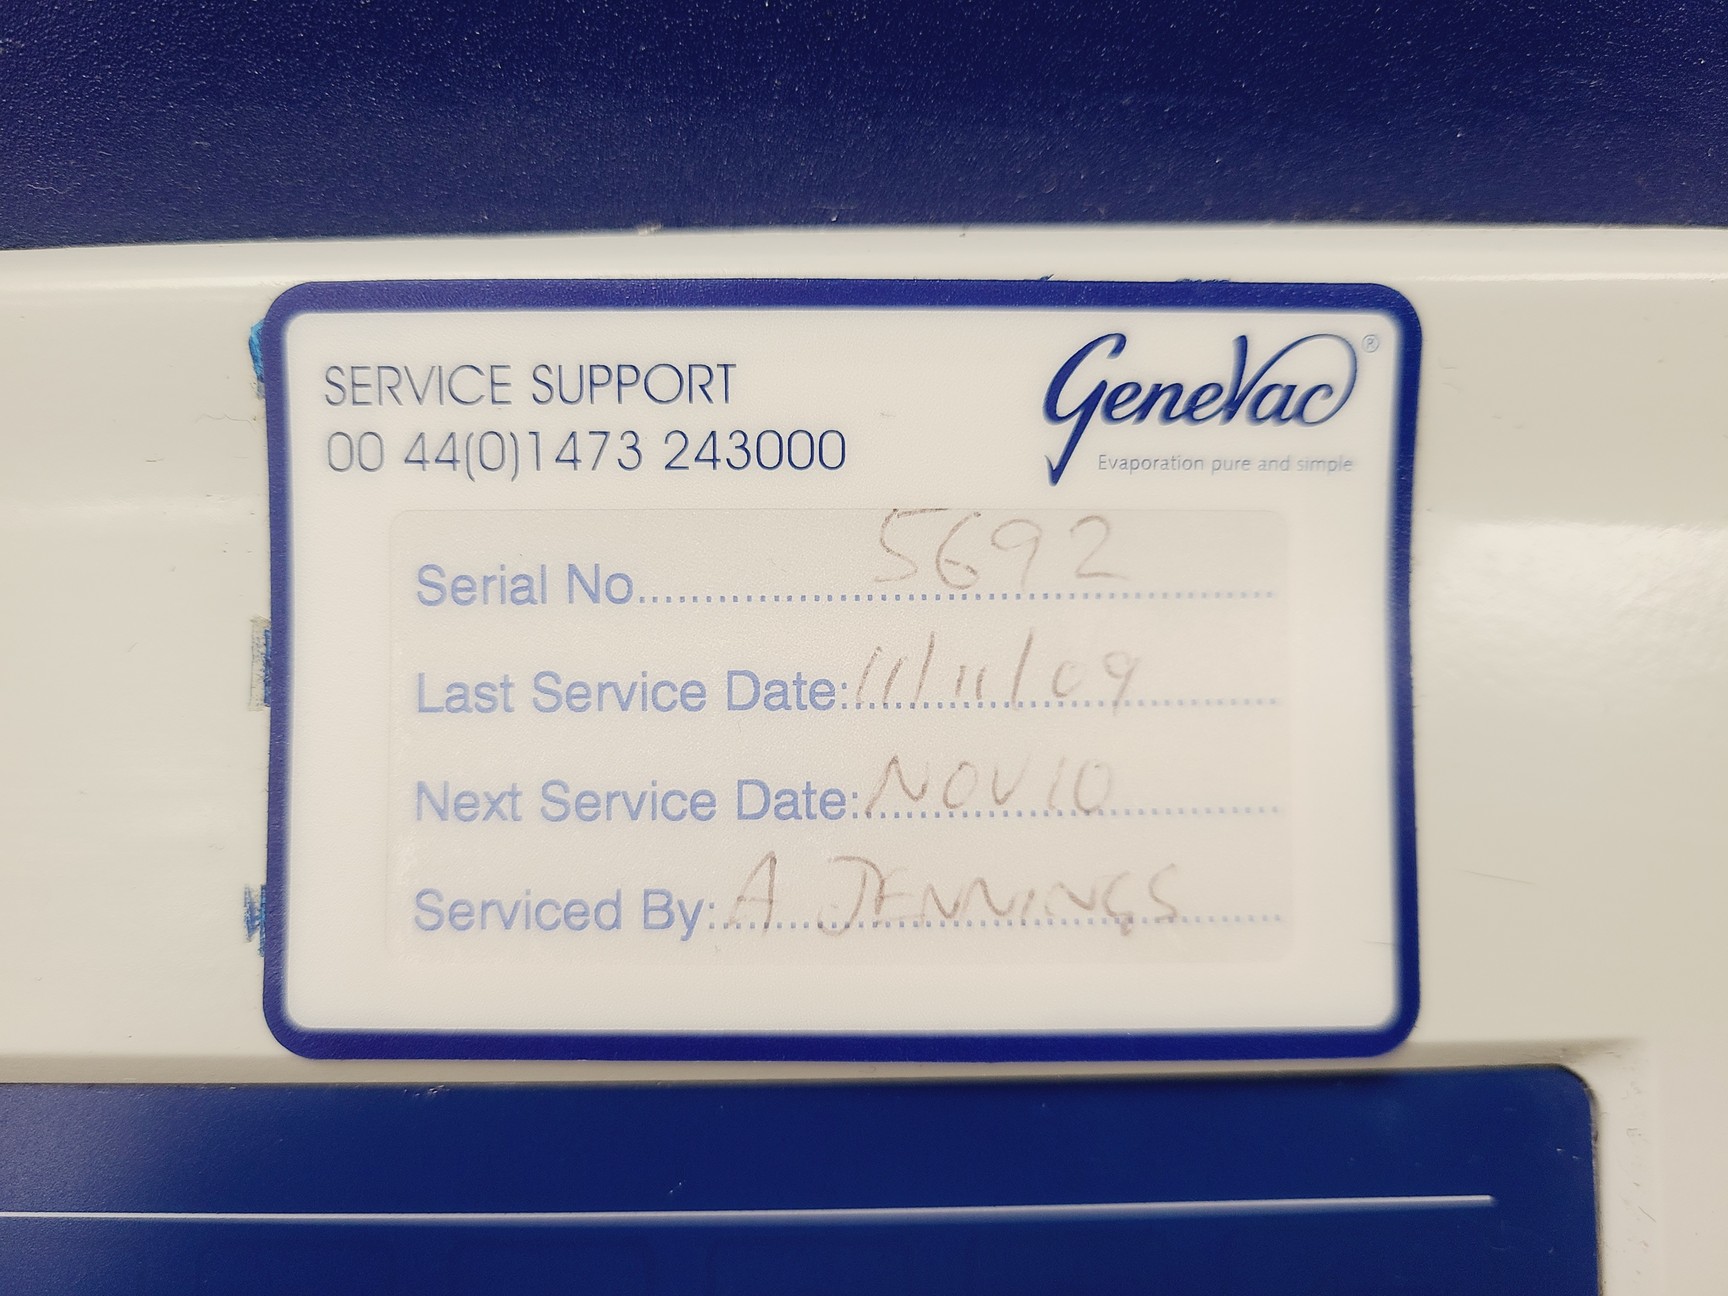 SERVICE SUPPORT
00 44(0)1473 243000
GeneVac®
Evaporation pure and simple
Serial No. 5692
Last Service Date: 11/11/09
Next Service Date: NOV 10
Serviced By: A JENNINGS